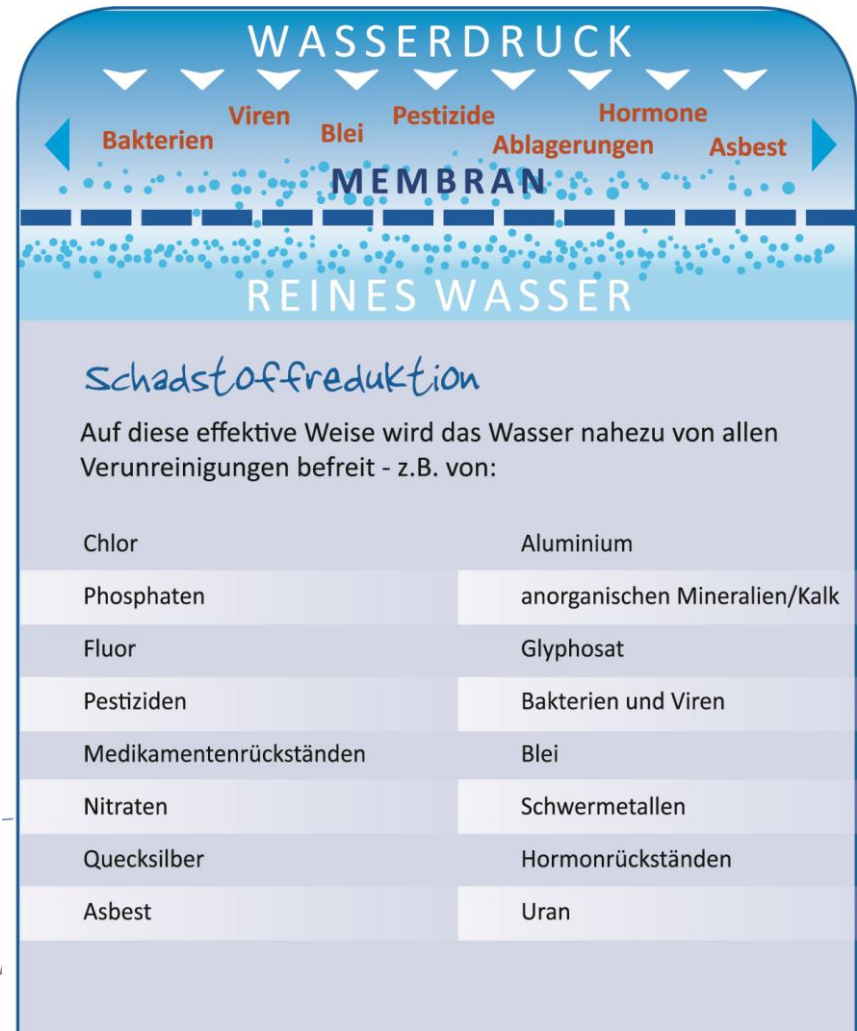 WASSERDRUCK
Viren Pestizide Hormone
Bakterien Blei Ablagerungen Asbest
MEMBRAN
REINES WASSER
Schadstoffreduktion
Auf diese effektive Weise wird das Wasser nahezu von allen
Verunreinigungen befreit - z.B. von:
Chlor Aluminium
Phosphaten anorganischen Mineralien/Kalk
Fluor Glyphosat
Pestiziden Bakterien und Viren
Medikamentenrückständen Blei
Nitraten Schwermetallen
Quecksilber Hormonrückständen
Asbest Uran